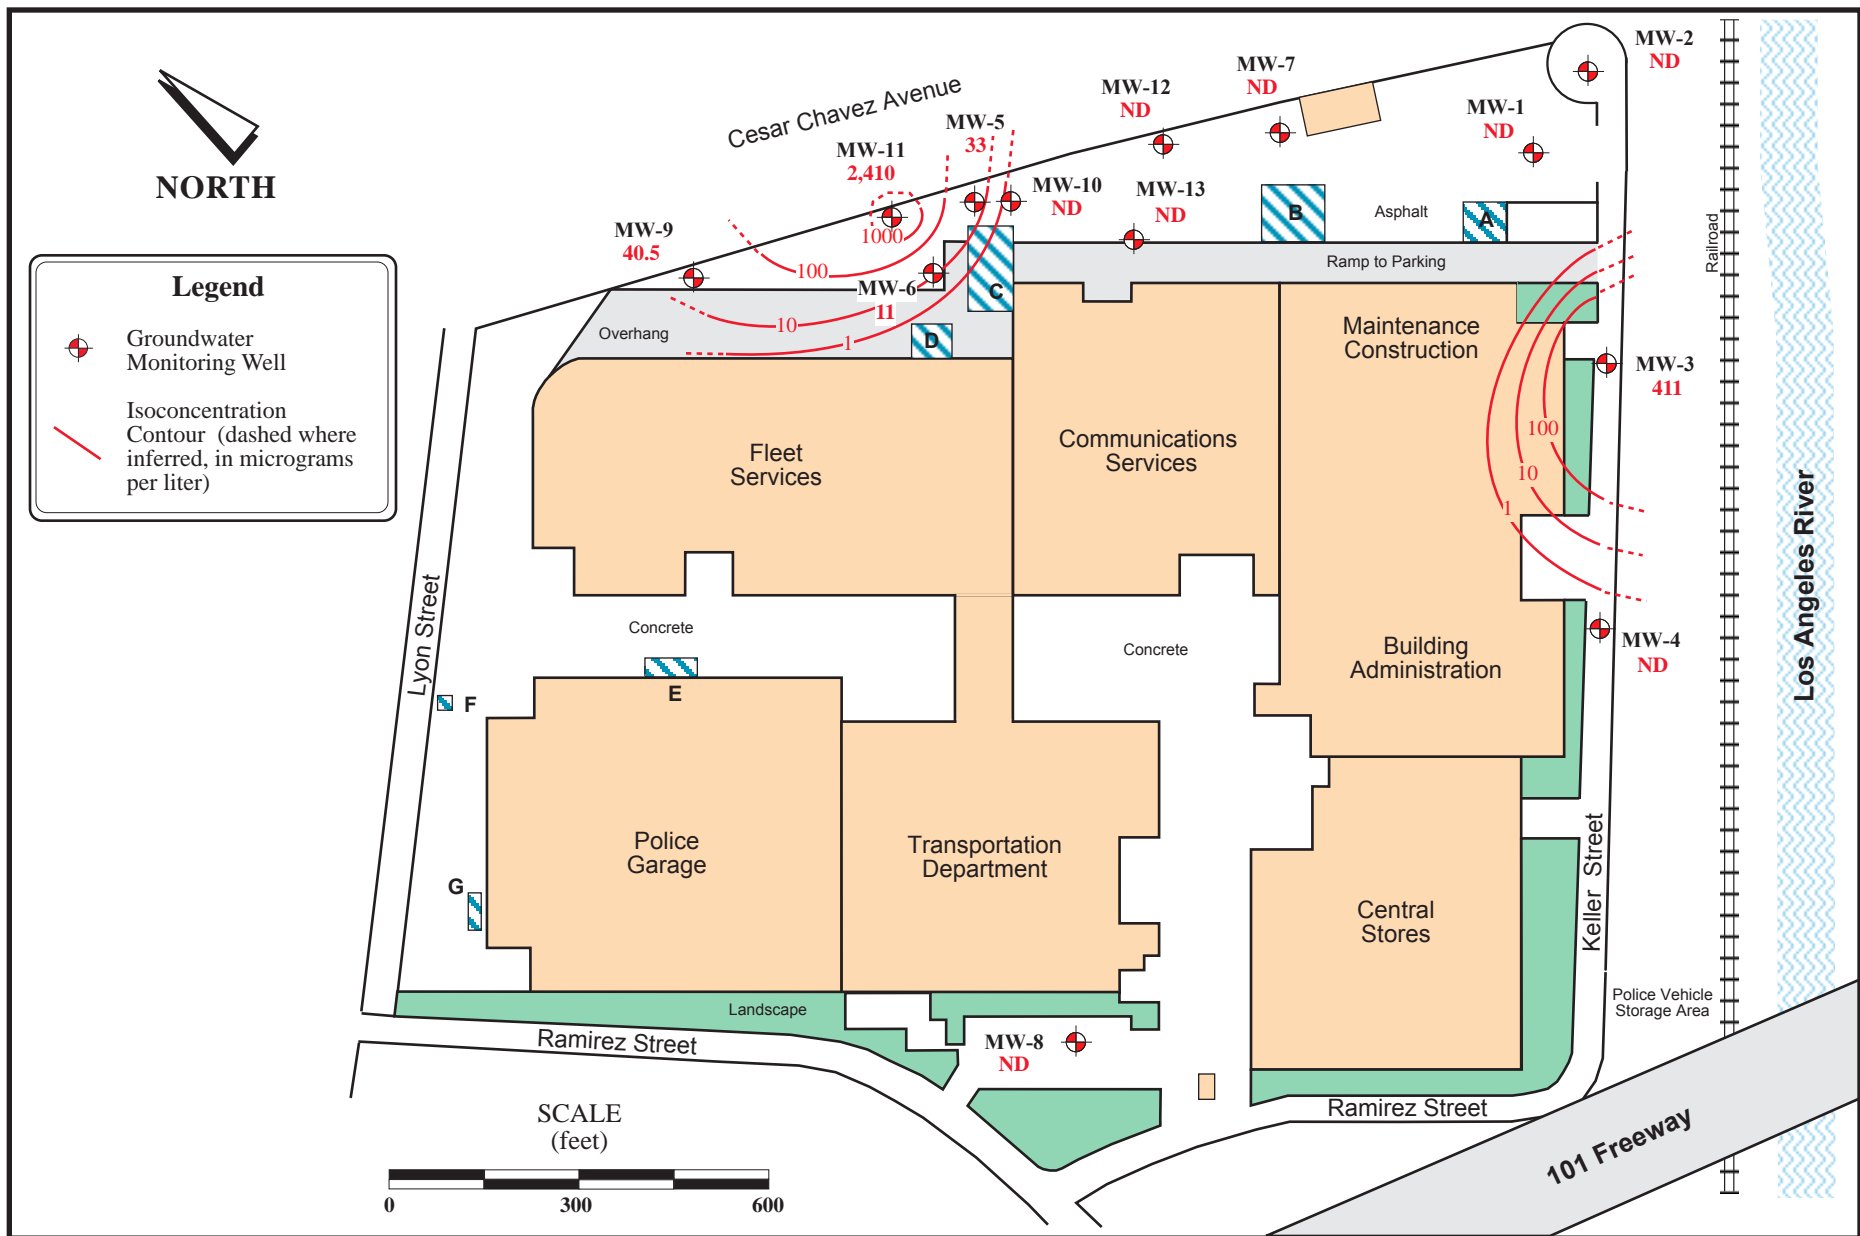 NORTH
Cesar Chavez Avenue
MW-2
ND
MW-7
ND
MW-12
ND
MW-1
ND
MW-5
33
MW-11
2,410
MW-10
ND
MW-13
ND
MW-9
40.5
1000
100
MW-6
11
10
1
A
B
C
D
Asphalt
Ramp to Parking
Overhang
Railroad
Legend
Groundwater
Monitoring Well
Isoconcentration
Contour (dashed where
inferred, in micrograms
per liter)
Maintenance
Construction
MW-3
411
100
10
1
Fleet
Services
Communications
Services
Los Angeles River
Lyon Street
Concrete
Concrete
Building
Administration
MW-4
ND
E
F
G
Police
Garage
Transportation
Department
Central
Stores
Keller Street
Police Vehicle
Storage Area
Landscape
Ramirez Street
MW-8
ND
Ramirez Street
101 Freeway
SCALE
(feet)
0 300 600